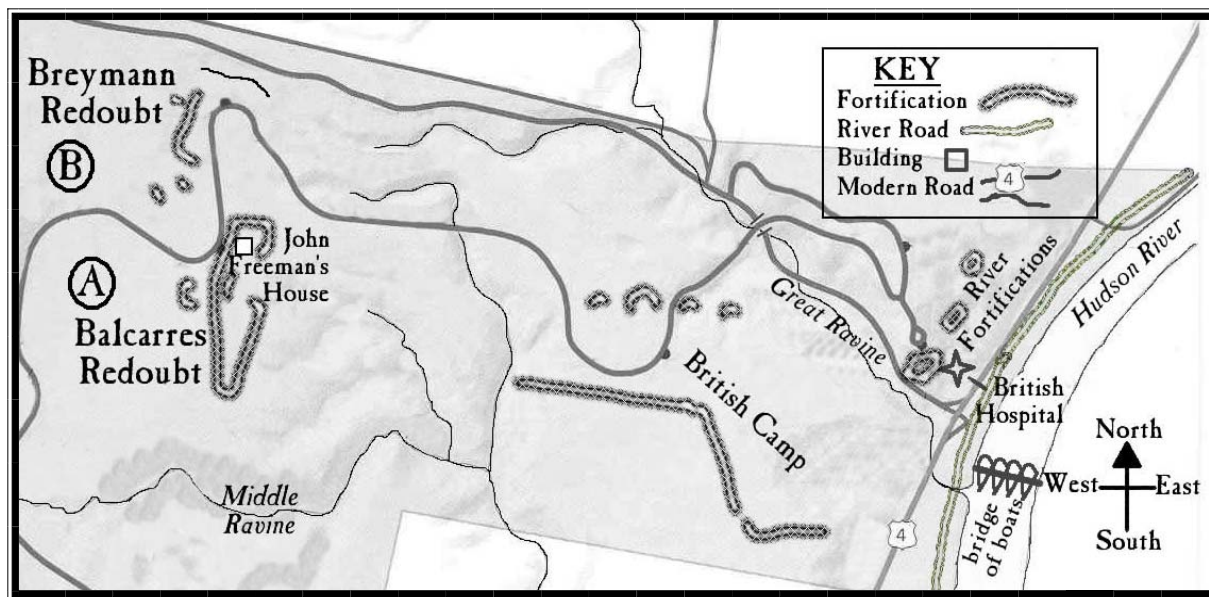 Breymann
Redoubt
B
KEY
Fortification
River Road
Building
Modern Road
4
John
Freeman's
House
A
Balcarres
Redoubt
Great Ravine
River
Fortifications
Hudson River
British Camp
British
Hospital
Middle
Ravine
4
bridge
of boats
North
West
East
South